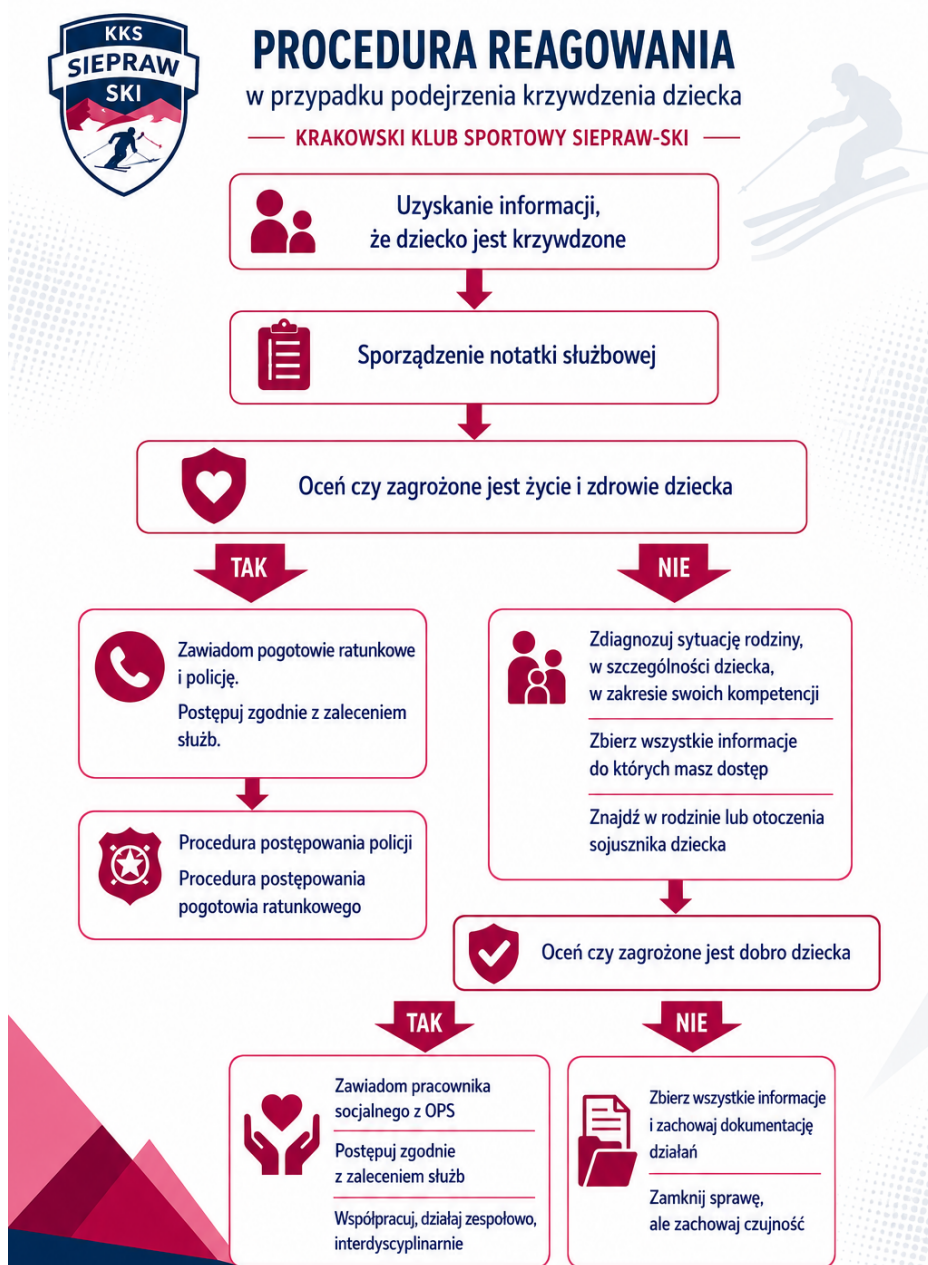 KKS
SIEPRAW
SKI
PROCEDURA REAGOWANIA
w przypadku podejrzenia krzywdzenia dziecka
KRAKOWSKI KLUB SPORTOWY SIEPRAW-SKI
Uzyskanie informacji,
że dziecko jest krzywdzone
Sporządzenie notatki służbowej
Oceń czy zagrożone jest życie i zdrowie dziecka
TAK
Zawiadom pogotowie ratunkowe
i policję.
Postępuj zgodnie z zaleceniem
służb.
Procedura postępowania policji
Procedura postępowania
pogotowia ratunkowego
NIE
Zdiagnozuj sytuację rodziny,
w szczególności dziecka,
w zakresie swoich kompetencji
Zbierz wszystkie informacje
do których masz dostęp
Znajdź w rodzinie lub otoczenia
sojusznika dziecka
Oceń czy zagrożone jest dobro dziecka
TAK
Zawiadom pracownika
socjalnego z OPS
Postępuj zgodnie
z zaleceniem służb
Współpracuj, działaj zespołowo,
interdyscyplinarnie
NIE
Zbierz wszystkie informacje
i zachowaj dokumentację
działań
Zamknij sprawę,
ale zachowaj czujność